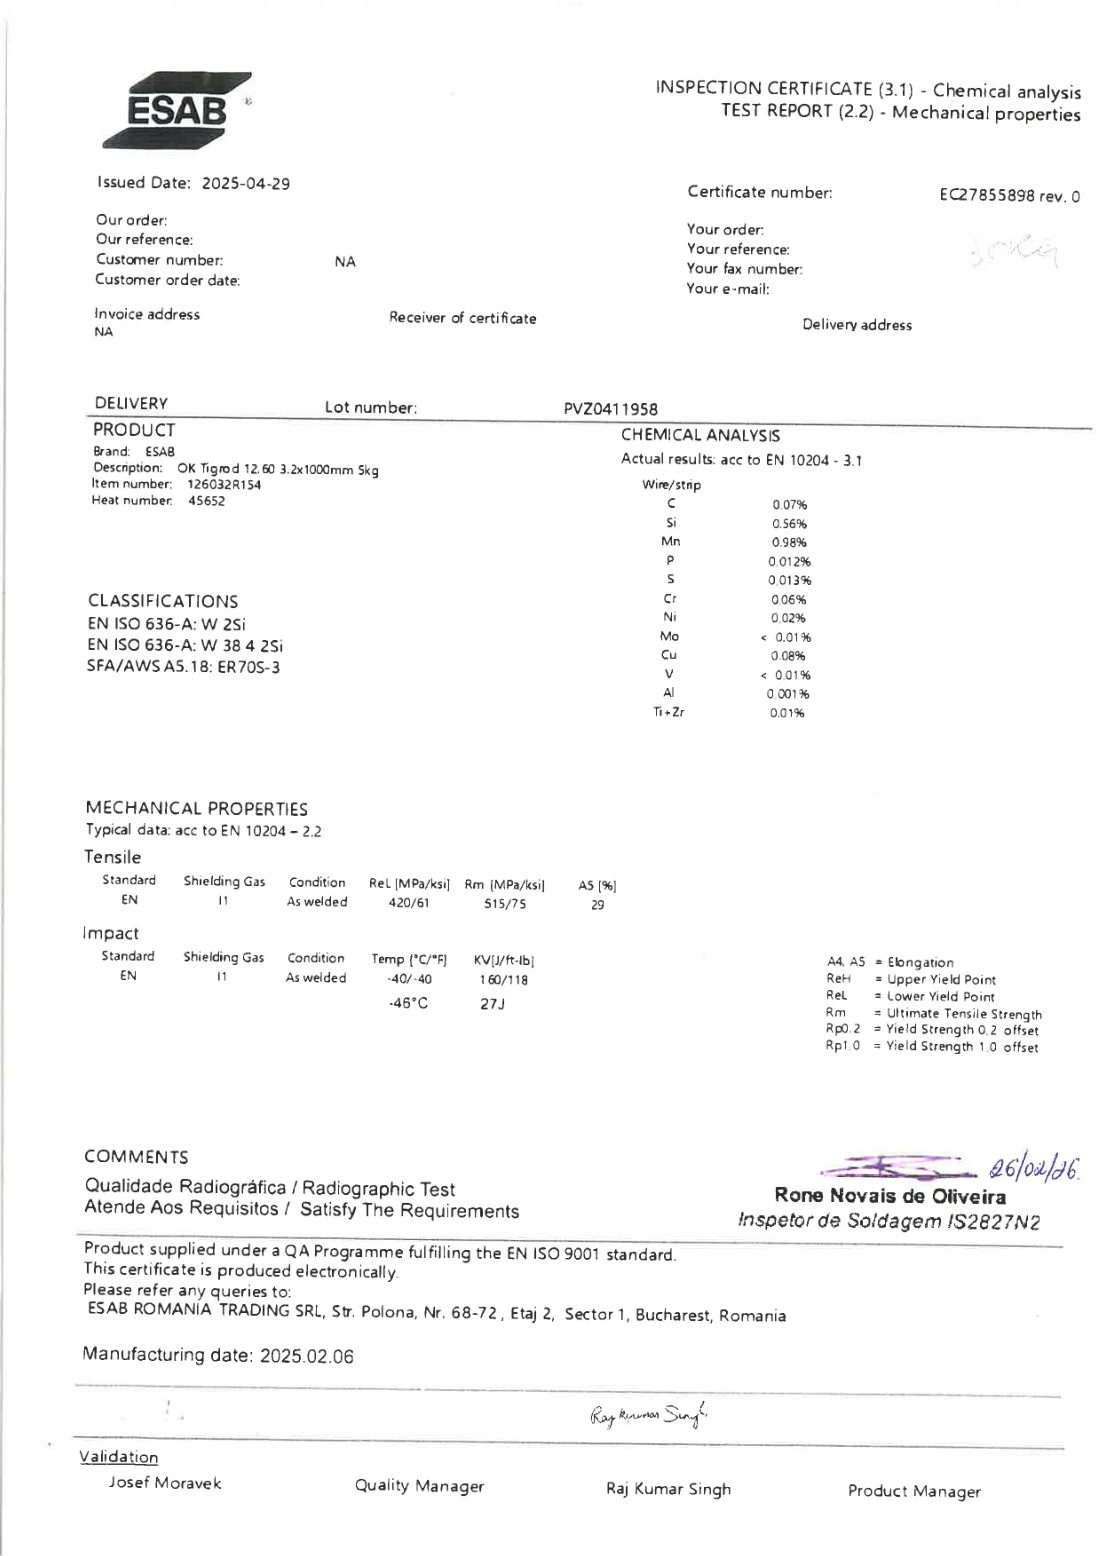 ESAB ®
INSPECTION CERTIFICATE (3.1) - Chemical analysis
TEST REPORT (2.2) - Mechanical properties
Issued Date: 2025-04-29
Certificate number: EC27855898 rev. 0
Our order:
Our reference:
Customer number: NA
Customer order date:
Your order:
Your reference:
Your fax number:
Your e-mail:
Invoice address
NA
Receiver of certificate
Delivery address
DELIVERY Lot number: PVZ0411958
PRODUCT
Brand: ESAB
Description: OK Tigrod 12.60 3.2x1000mm 5kg
Item number: 126032R154
Heat number: 45652
CLASSIFICATIONS
EN ISO 636-A: W 2Si
EN ISO 636-A: W 38 4 2Si
SFA/AWS A5.18: ER70S-3
CHEMICAL ANALYSIS
Actual results: acc to EN 10204 - 3.1
Wire/strip
C 0.07%
Si 0.56%
Mn 0.98%
P 0.012%
S 0.013%
Cr 0.06%
Ni 0.02%
Mo < 0.01%
Cu 0.08%
V < 0.01%
Al 0.001%
Ti+Zr 0.01%
MECHANICAL PROPERTIES
Typical data: acc to EN 10204 – 2.2
Tensile
Standard Shielding Gas Condition ReL [MPa/ksi] Rm [MPa/ksi] A5 [%]
EN I1 As welded 420/61 515/75 29
Impact
Standard Shielding Gas Condition Temp [°C/°F] KV[J/ft-lb]
EN I1 As welded -40/-40 160/118
-46°C 27J
A4, A5 = Elongation
ReH = Upper Yield Point
ReL = Lower Yield Point
Rm = Ultimate Tensile Strength
Rp0.2 = Yield Strength 0.2 offset
Rp1.0 = Yield Strength 1.0 offset
COMMENTS
Qualidade Radiográfica / Radiographic Test
Atende Aos Requisitos / Satisfy The Requirements
26/02/26.
Rone Novais de Oliveira
Inspetor de Soldagem IS2827N2
Product supplied under a QA Programme fulfilling the EN ISO 9001 standard.
This certificate is produced electronically.
Please refer any queries to:
ESAB ROMANIA TRADING SRL, Str. Polona, Nr. 68-72, Etaj 2, Sector 1, Bucharest, Romania
Manufacturing date: 2025.02.06
Raj Kumar Singh
Validation
Josef Moravek Quality Manager Raj Kumar Singh Product Manager